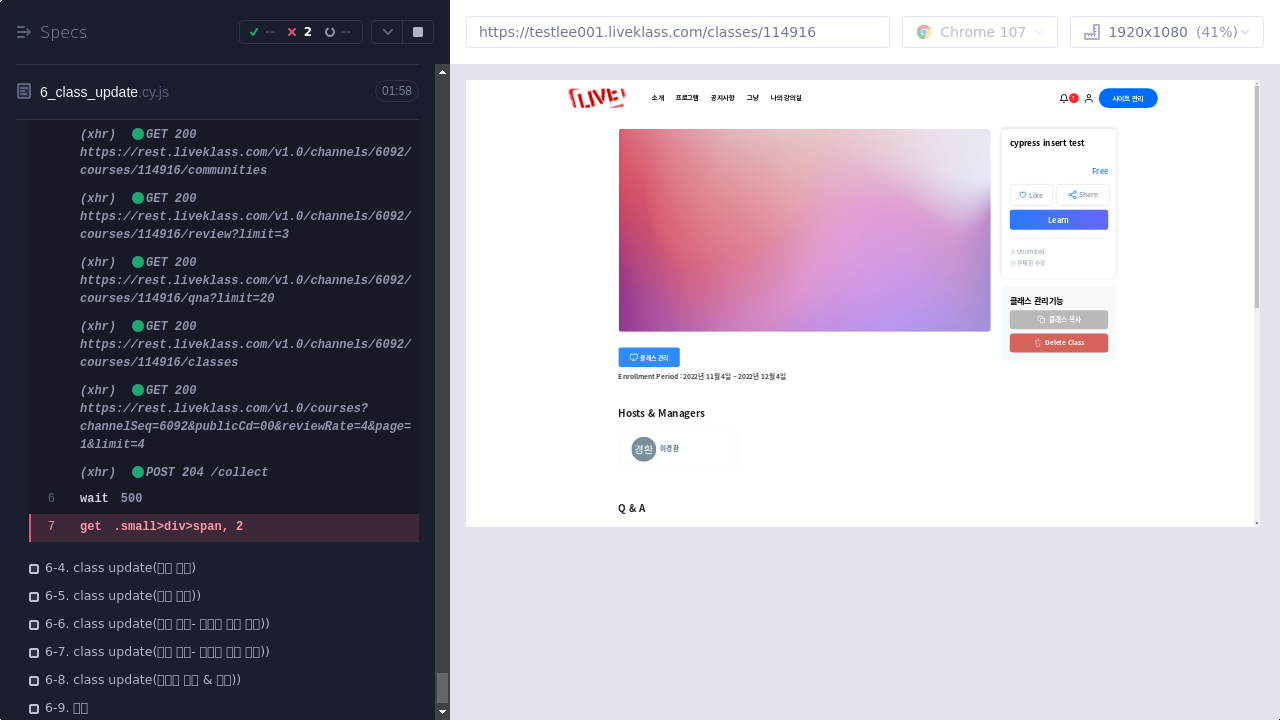 Specs
-- 2 --
6_class_update.cy.js
01:58
(xhr) GET 200
https://rest.liveklass.com/v1.0/channels/6092/
courses/114916/communities
(xhr) GET 200
https://rest.liveklass.com/v1.0/channels/6092/
courses/114916/review?limit=3
(xhr) GET 200
https://rest.liveklass.com/v1.0/channels/6092/
courses/114916/qna?limit=20
(xhr) GET 200
https://rest.liveklass.com/v1.0/channels/6092/
courses/114916/classes
(xhr) GET 200
https://rest.liveklass.com/v1.0/courses?
channelSeq=6092&publicCd=00&reviewRate=4&page=
1&limit=4
(xhr) POST 204 /collect
6 wait 500
7 get .small>div>span, 2
6-4. class update(▯▯ ▯▯)
6-5. class update(▯▯ ▯▯))
6-6. class update(▯▯ ▯▯- ▯▯▯ ▯▯ ▯▯))
6-7. class update(▯▯ ▯▯- ▯▯▯ ▯▯ ▯▯))
6-8. class update(▯▯▯ ▯▯ & ▯▯))
6-9. ▯▯
https://testlee001.liveklass.com/classes/114916
Chrome 107
1920x1080 (41%)
LIVE!
소개 프로그램 공지사항 그냥 나의 강의실
1
사이트 관리
cypress insert test
Free
Like
Share
Learn
Unlimited
무제한 수강
클래스 관리기능
클래스 복사
Delete Class
클래스 관리
Enrollment Period : 2022년 11월 4일 ~ 2022년 12월 4일
Hosts & Managers
경환 이경환
Q & A